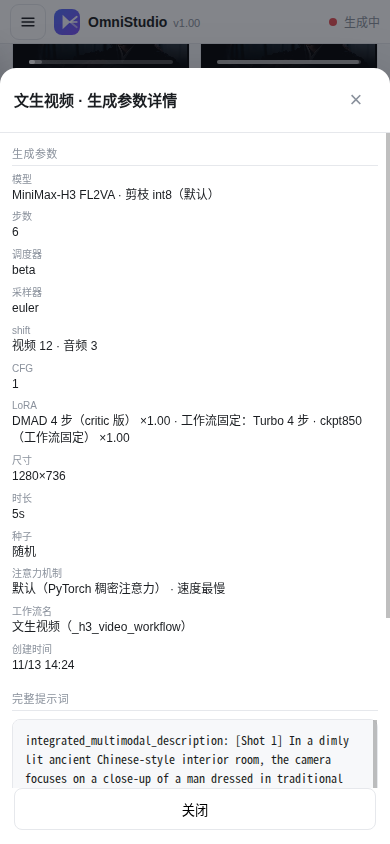 OmniStudio v1.00
生成中
文生视频 · 生成参数详情
生成参数
模型
MiniMax-H3 FL2VA · 剪枝 int8（默认）
步数
6
调度器
beta
采样器
euler
shift
视频 12 · 音频 3
CFG
1
LoRA
DMAD 4 步（critic 版） ×1.00 · 工作流固定：Turbo 4 步 · ckpt850
（工作流固定） ×1.00
尺寸
1280×736
时长
5s
种子
随机
注意力机制
默认（PyTorch 稠密注意力） · 速度最慢
工作流名
文生视频（_h3_video_workflow）
创建时间
11/13 14:24
完整提示词
integrated_multimodal_description: [Shot 1] In a dimly
lit ancient Chinese-style interior room, the camera
focuses on a close-up of a man dressed in traditional
关闭